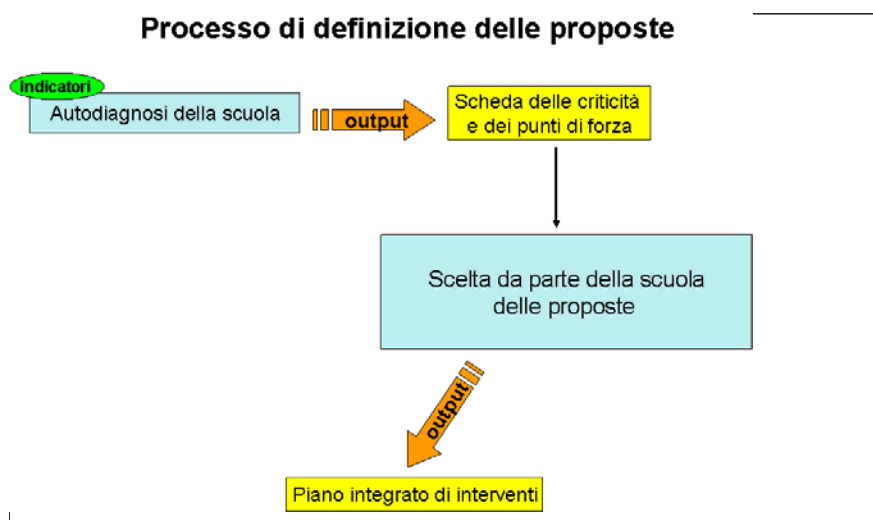 Processo di definizione delle proposte
Indicatori
Autodiagnosi della scuola
output
Scheda delle criticità
e dei punti di forza
Scelta da parte della scuola
delle proposte
output
Piano integrato di interventi